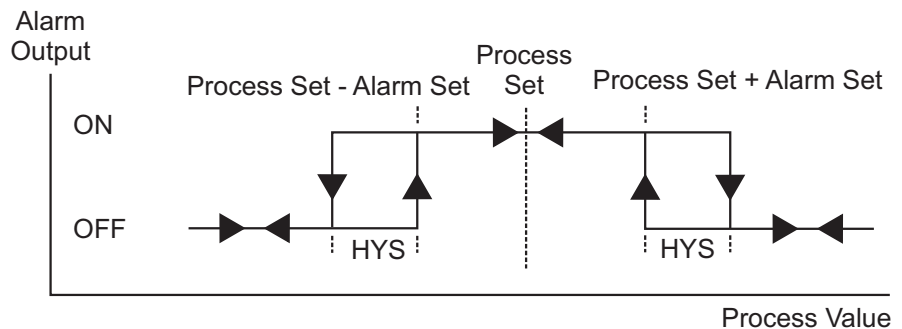 Alarm
Output
Process
Set
Process Set - Alarm Set
Process Set + Alarm Set
ON
OFF
HYS
HYS
Process Value